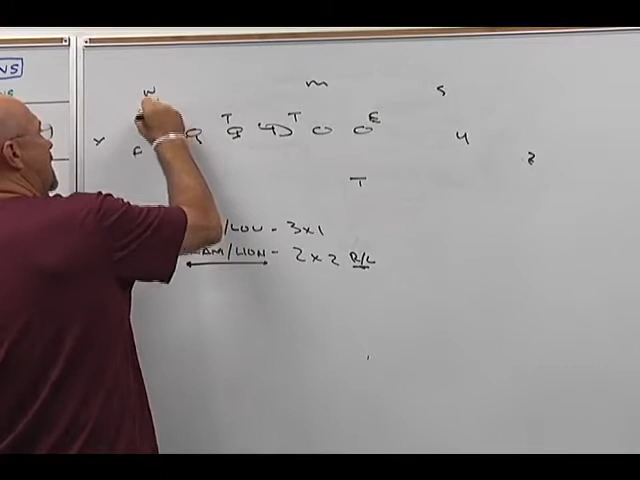 NS
W M S
T T E
Y F 4 2
T
/LOU - 3x1
AM/LION - 2x2 R/L